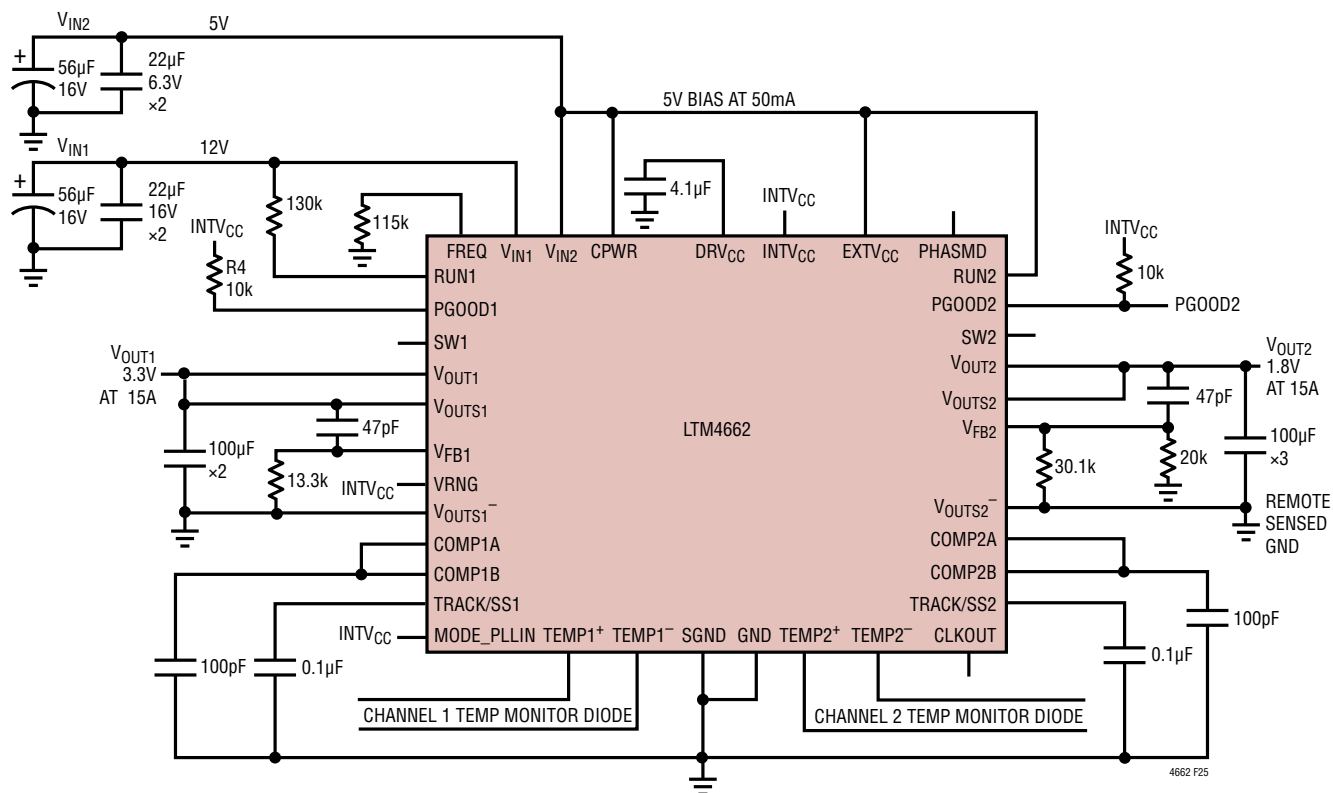 VIN2
5V
+
56µF
16V
22µF
6.3V
×2
5V BIAS AT 50mA
VIN1
12V
+
56µF
16V
22µF
16V
×2
130k
115k
4.1µF
INTVCC
INTVCC
R4
10k
INTVCC
10k
FREQ
VIN1
VIN2
CPWR
DRVCC
INTVCC
EXTVCC
PHASMD
RUN1
PGOOD1
SW1
VOUT1
VOUTS1
VFB1
VRNG
VOUTS1–
COMP1A
COMP1B
TRACK/SS1
MODE_PLLIN
TEMP1+
TEMP1–
SGND
GND
TEMP2+
TEMP2–
CLKOUT
LTM4662
RUN2
PGOOD2
SW2
VOUT2
VOUTS2
VFB2
VOUTS2–
COMP2A
COMP2B
TRACK/SS2
PGOOD2
VOUT1
3.3V
AT 15A
47pF
100µF
×2
13.3k
INTVCC
INTVCC
100pF
0.1µF
VOUT2
1.8V
AT 15A
47pF
100µF
×3
30.1k
20k
REMOTE
SENSED
GND
100pF
0.1µF
CHANNEL 1 TEMP MONITOR DIODE
CHANNEL 2 TEMP MONITOR DIODE
4662 F25